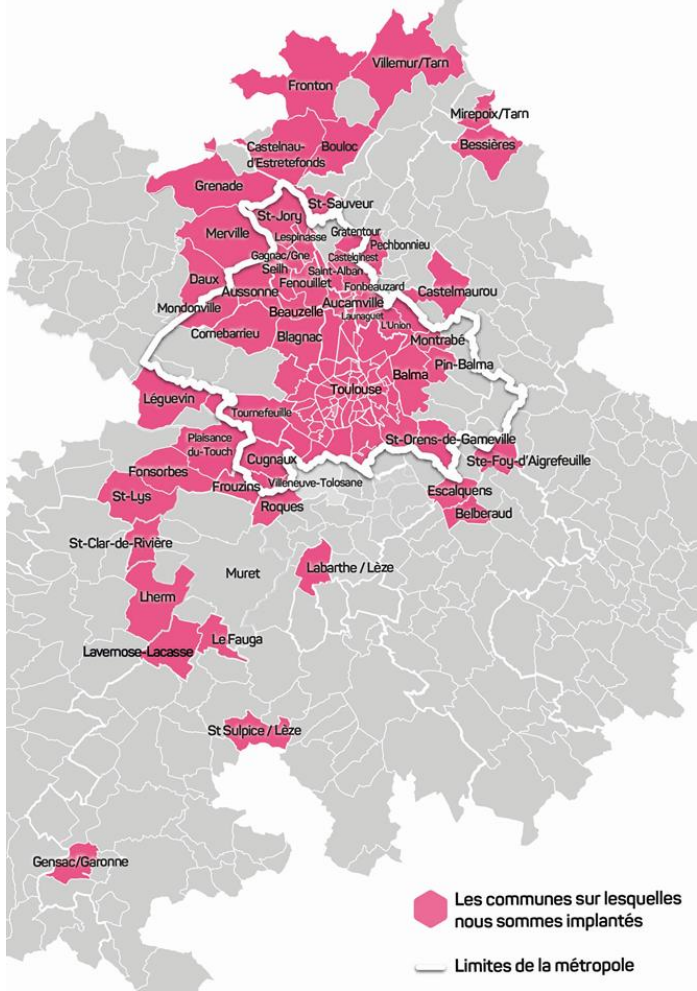 Villemur/Tarn
Fronton
Mirepoix/Tarn
Castelnau-
d'Estretefonds
Bouloc
Bessières
Grenade
St-Sauveur
St-Jory
Merville
Lespinasse
Gratentour
Pechbonnieu
Gagnac/Gne
Castelginest
Seilh
Saint-Alban
Daux
Fenouillet
Fonbeauzard
Aussonne
Castelmaurou
Mondonville
Beauzelle
Aucamville
Launaguet
L'Union
Cornebarrieu
Blagnac
Montrabé
Pin-Balma
Balma
Léguevin
Toulouse
Tournefeuille
Plaisance
du-Touch
St-Orens-de-Gameville
Cugnaux
Ste-Foy-d'Aigrefeuille
Fonsorbes
Frouzins
Villeneuve-Tolosane
St-Lys
Escalquens
Roques
Belberaud
St-Clar-de-Rivière
Muret
Labarthe / Lèze
Lherm
Le Fauga
Lavernose-Lacasse
St Sulpice / Lèze
Gensac/Garonne
Les communes sur lesquelles
nous sommes implantés
Limites de la métropole